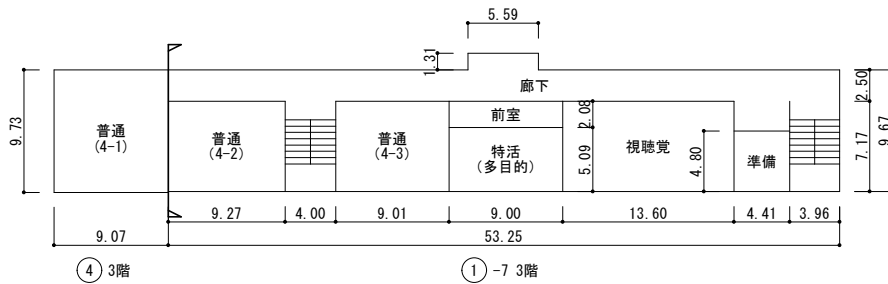 5.59
1.31
廊下
2.50
9.73
普通
(4-1)
普通
(4-2)
普通
(4-3)
前室
2.08
特活
(多目的)
5.09
視聴覚
4.80
準備
7.17
9.67
9.27
4.00
9.01
9.00
13.60
4.41
3.96
9.07
53.25
④ 3階
① -7 3階